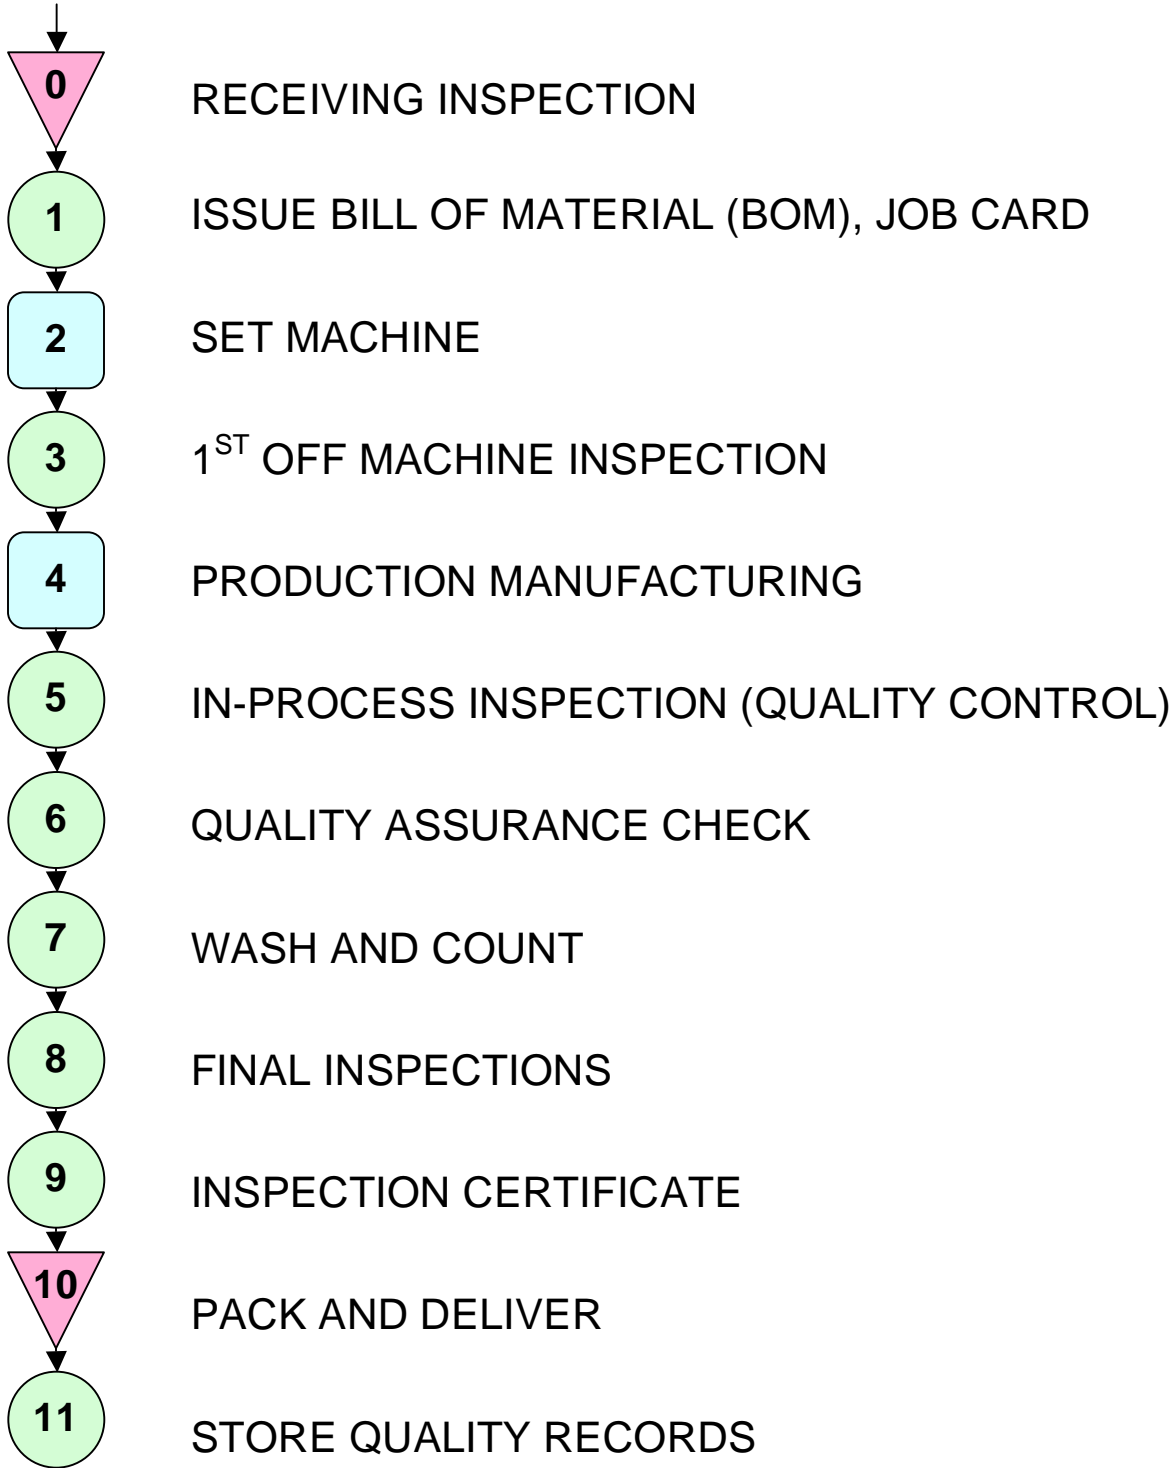 0 RECEIVING INSPECTION
1 ISSUE BILL OF MATERIAL (BOM), JOB CARD
2 SET MACHINE
3 1ST OFF MACHINE INSPECTION
4 PRODUCTION MANUFACTURING
5 IN-PROCESS INSPECTION (QUALITY CONTROL)
6 QUALITY ASSURANCE CHECK
7 WASH AND COUNT
8 FINAL INSPECTIONS
9 INSPECTION CERTIFICATE
10 PACK AND DELIVER
11 STORE QUALITY RECORDS